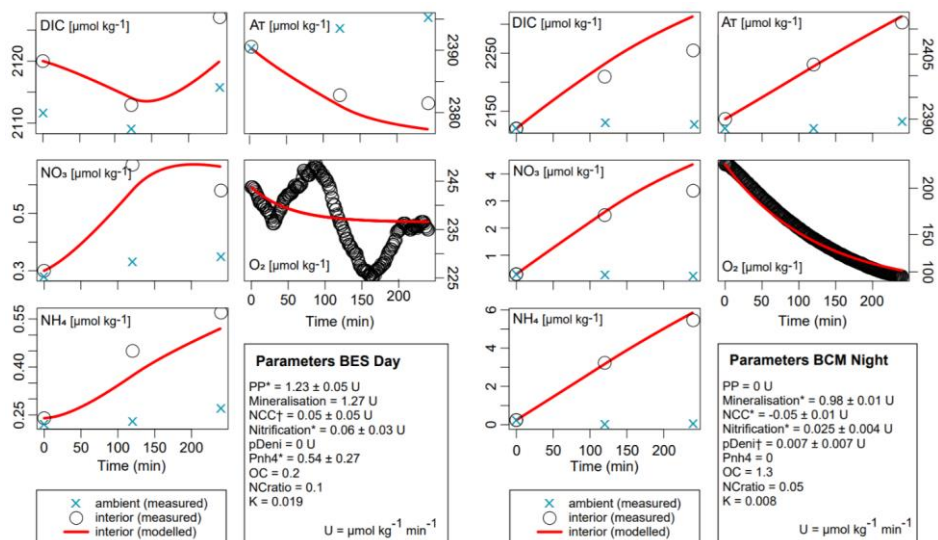 DIC [µmol kg⁻¹]
2110 2120
AT [µmol kg⁻¹]
2380 2390
NO₃ [µmol kg⁻¹]
0.3 0.5
O₂ [µmol kg⁻¹]
225 235 245
0 50 100 200
Time (min)
NH₄ [µmol kg⁻¹]
0.25 0.40 0.55
0 50 100 200
Time (min)
Parameters BES Day
PP* = 1.23 ± 0.05 U
Mineralisation = 1.27 U
NCC† = 0.05 ± 0.05 U
Nitrification* = 0.06 ± 0.03 U
pDeni = 0 U
Pnh4* = 0.54 ± 0.27
OC = 0.2
NCratio = 0.1
K = 0.019
U = µmol kg⁻¹ min⁻¹
ambient (measured)
interior (measured)
interior (modelled)
DIC [µmol kg⁻¹]
2190 2250
AT [µmol kg⁻¹]
2390 2405
NO₃ [µmol kg⁻¹]
1 2 3 4
O₂ [µmol kg⁻¹]
100 150 200
0 50 100 200
Time (min)
NH₄ [µmol kg⁻¹]
0 2 4 6
0 50 100 200
Time (min)
Parameters BCM Night
PP = 0 U
Mineralisation* = 0.98 ± 0.01 U
NCC* = -0.05 ± 0.01 U
Nitrification* = 0.025 ± 0.004 U
pDeni† = 0.007 ± 0.007 U
Pnh4 = 0
OC = 1.3
NCratio = 0.05
K = 0.008
U = µmol kg⁻¹ min⁻¹
ambient (measured)
interior (measured)
interior (modelled)